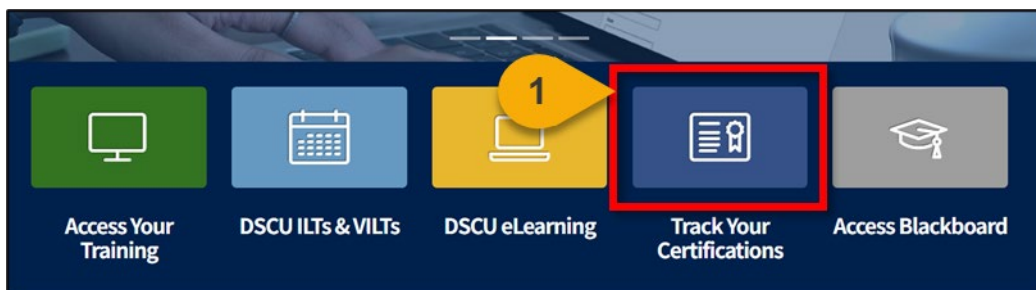 1
Access Your
Training
DSCU ILTs & VILTs
DSCU eLearning
Track Your
Certifications
Access Blackboard